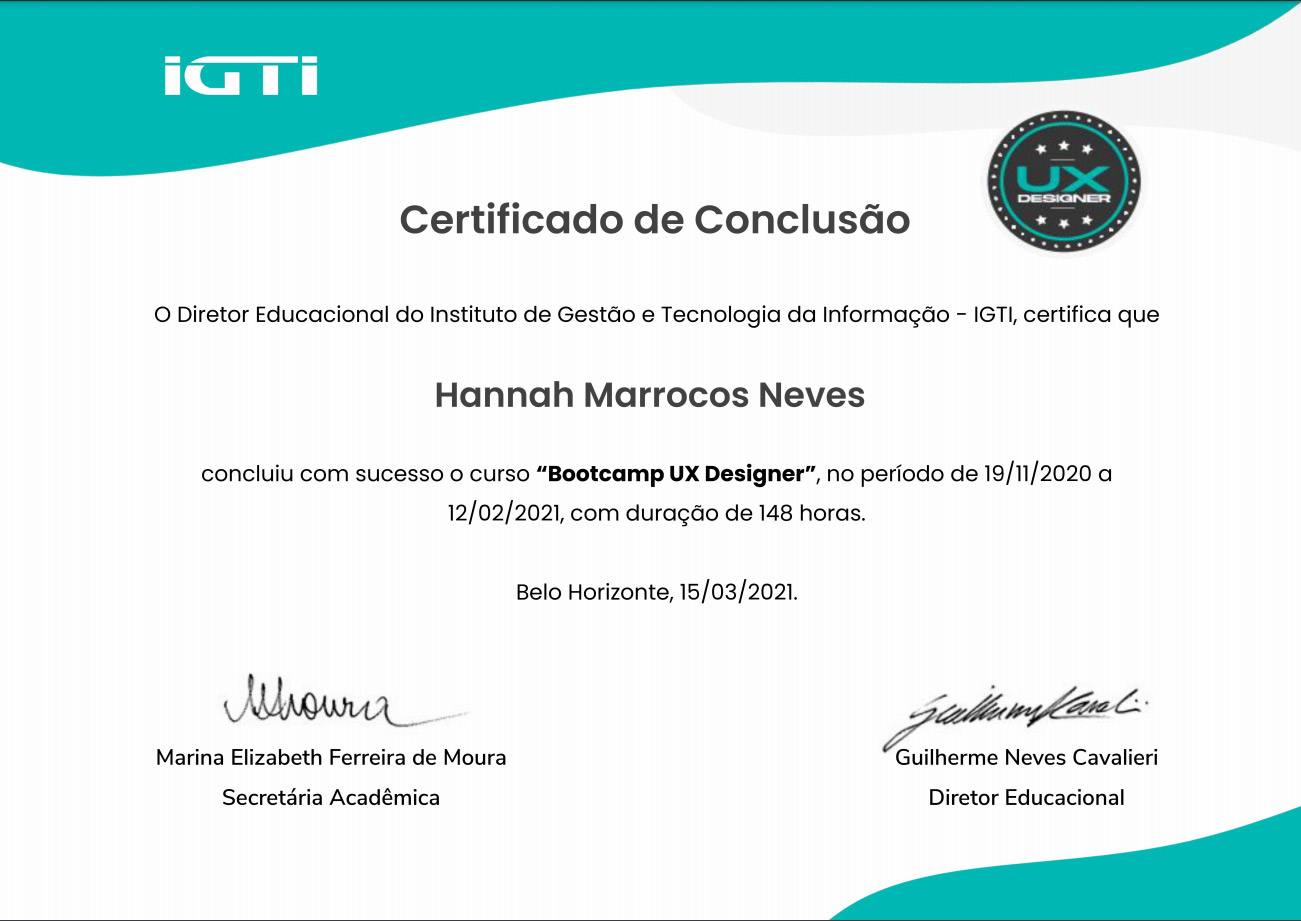 iGTi
UX
DESIGNER
Certificado de Conclusão
O Diretor Educacional do Instituto de Gestão e Tecnologia da Informação - IGTI, certifica que
Hannah Marrocos Neves
concluiu com sucesso o curso “Bootcamp UX Designer”, no período de 19/11/2020 a
12/02/2021, com duração de 148 horas.
Belo Horizonte, 15/03/2021.
Marina Elizabeth Ferreira de Moura
Secretária Acadêmica
Guilherme Neves Cavalieri
Diretor Educacional